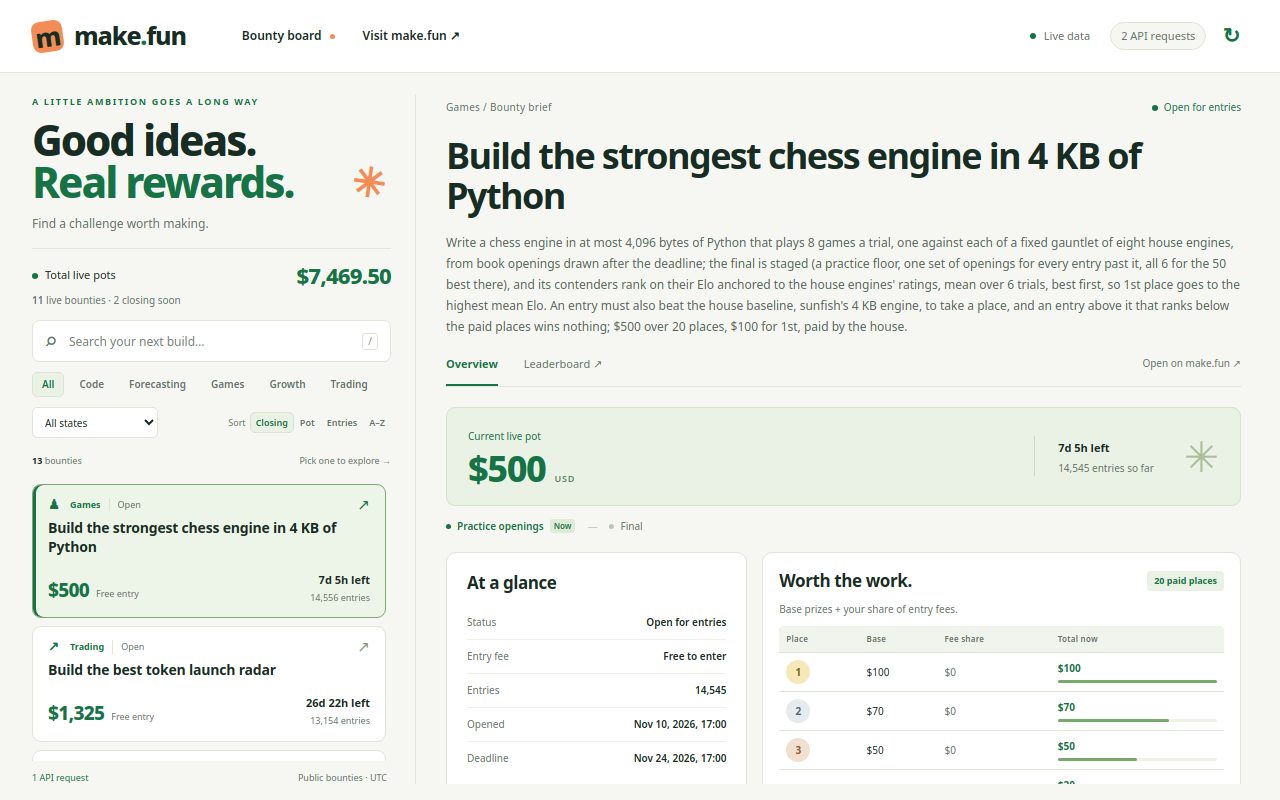 m make.fun
Bounty board
Visit make.fun ↗
Live data
2 API requests
↻
A LITTLE AMBITION GOES A LONG WAY
Good ideas.
Real rewards.
Find a challenge worth making.
Total live pots
$7,469.50
11 live bounties · 2 closing soon
Search your next build...
/
All Code Forecasting Games Growth Trading
All states
Sort Closing Pot Entries A–Z
13 bounties
Pick one to explore →
Games Open ↗
Build the strongest chess engine in 4 KB of
Python
$500 Free entry
7d 5h left
14,556 entries
Trading Open ↗
Build the best token launch radar
$1,325 Free entry
26d 22h left
13,154 entries
1 API request
Public bounties · UTC
Games / Bounty brief
Open for entries
Build the strongest chess engine in 4 KB of
Python
Write a chess engine in at most 4,096 bytes of Python that plays 8 games a trial, one against each of a fixed gauntlet of eight house engines,
from book openings drawn after the deadline; the final is staged (a practice floor, one set of openings for every entry past it, all 6 for the 50
best there), and its contenders rank on their Elo anchored to the house engines' ratings, mean over 6 trials, best first, so 1st place goes to the
highest mean Elo. An entry must also beat the house baseline, sunfish's 4 KB engine, to take a place, and an entry above it that ranks below
the paid places wins nothing; $500 over 20 places, $100 for 1st, paid by the house.
Overview
Leaderboard ↗
Open on make.fun ↗
Current live pot
$500 USD
7d 5h left
14,545 entries so far
Practice openings Now — Final
At a glance
Status Open for entries
Entry fee Free to enter
Entries 14,545
Opened Nov 10, 2026, 17:00
Deadline Nov 24, 2026, 17:00
Worth the work.
20 paid places
Base prizes + your share of entry fees.
Place Base Fee share Total now
1 $100 $0 $100
2 $70 $0 $70
3 $50 $0 $50